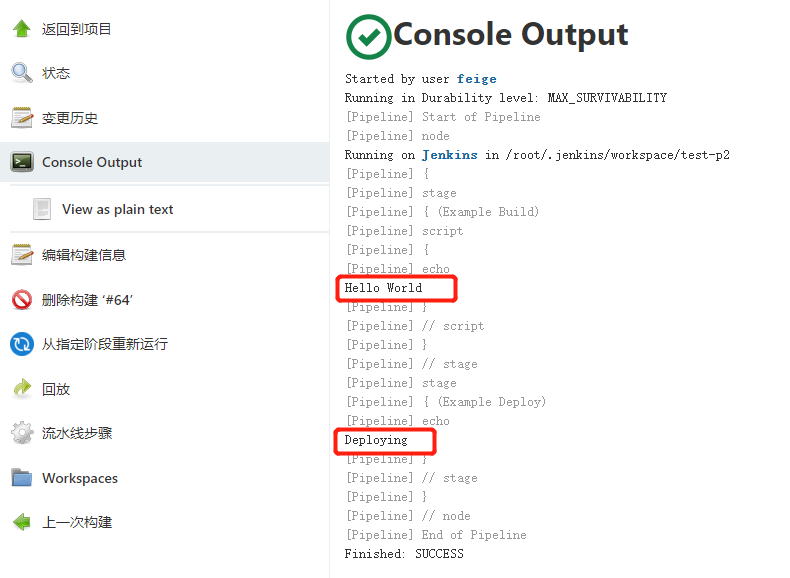 返回到项目
状态
变更历史
Console Output
View as plain text
编辑构建信息
删除构建 ‘#64’
从指定阶段重新运行
回放
流水线步骤
Workspaces
上一次构建
Console Output
Started by user feige
Running in Durability level: MAX_SURVIVABILITY
[Pipeline] Start of Pipeline
[Pipeline] node
Running on Jenkins in /root/.jenkins/workspace/test-p2
[Pipeline] {
[Pipeline] stage
[Pipeline] { (Example Build)
[Pipeline] script
[Pipeline] {
[Pipeline] echo
Hello World
[Pipeline] }
[Pipeline] // script
[Pipeline] }
[Pipeline] // stage
[Pipeline] stage
[Pipeline] { (Example Deploy)
[Pipeline] echo
Deploying
[Pipeline] }
[Pipeline] // stage
[Pipeline] }
[Pipeline] // node
[Pipeline] End of Pipeline
Finished: SUCCESS